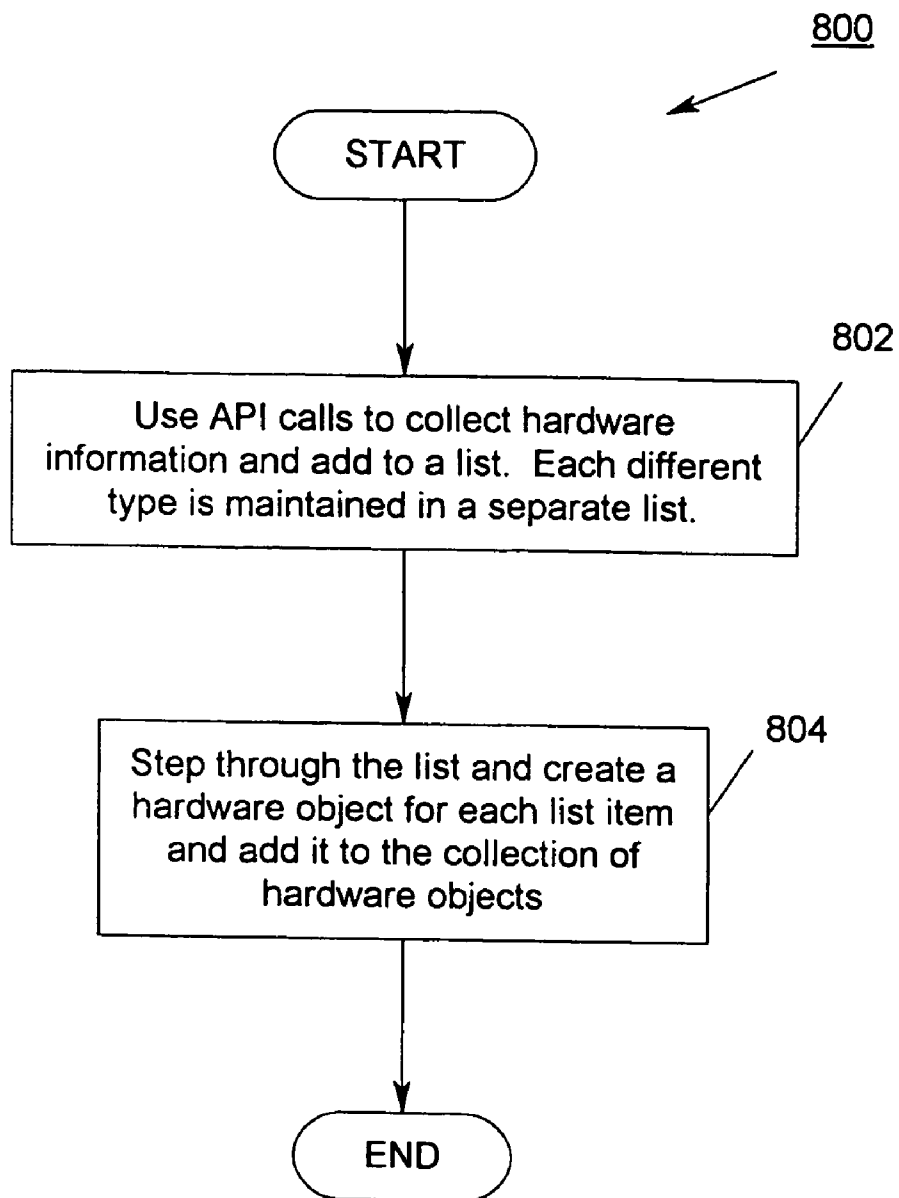 800
START
802
Use API calls to collect hardware
information and add to a list. Each different
type is maintained in a separate list.
804
Step through the list and create a
hardware object for each list item
and add it to the collection of
hardware objects
END